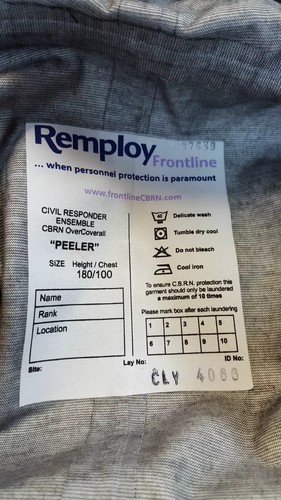 Remploy
Frontline
... when personnel protection is paramount
www.frontlineCBRN.com
CIVIL RESPONDER
ENSEMBLE
CBRN OverCoverall
"PEELER"
SIZE Height / Chest
180/100
40 Delicate wash
Tumble dry cool
Do not bleach
Cool iron
To ensure C.B.R.N. protection this
garment should only be laundered
a maximum of 10 times
Please mark box after each laundering
1 2 3 4 5
6 7 8 9 10
Name
Rank
Location
Site:
Lay No:
ID No:
CLY